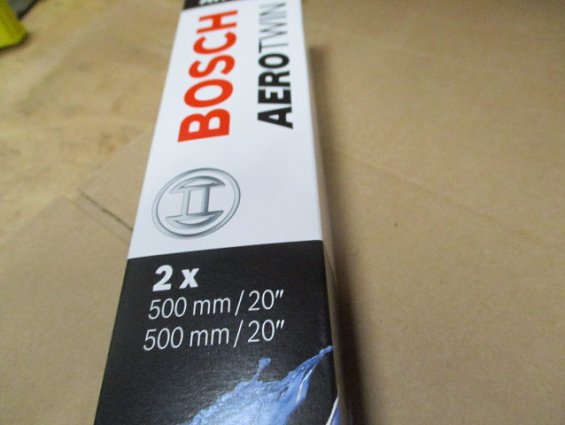 BOSCH
AEROTWIN
2 x
500 mm / 20"
500 mm / 20"